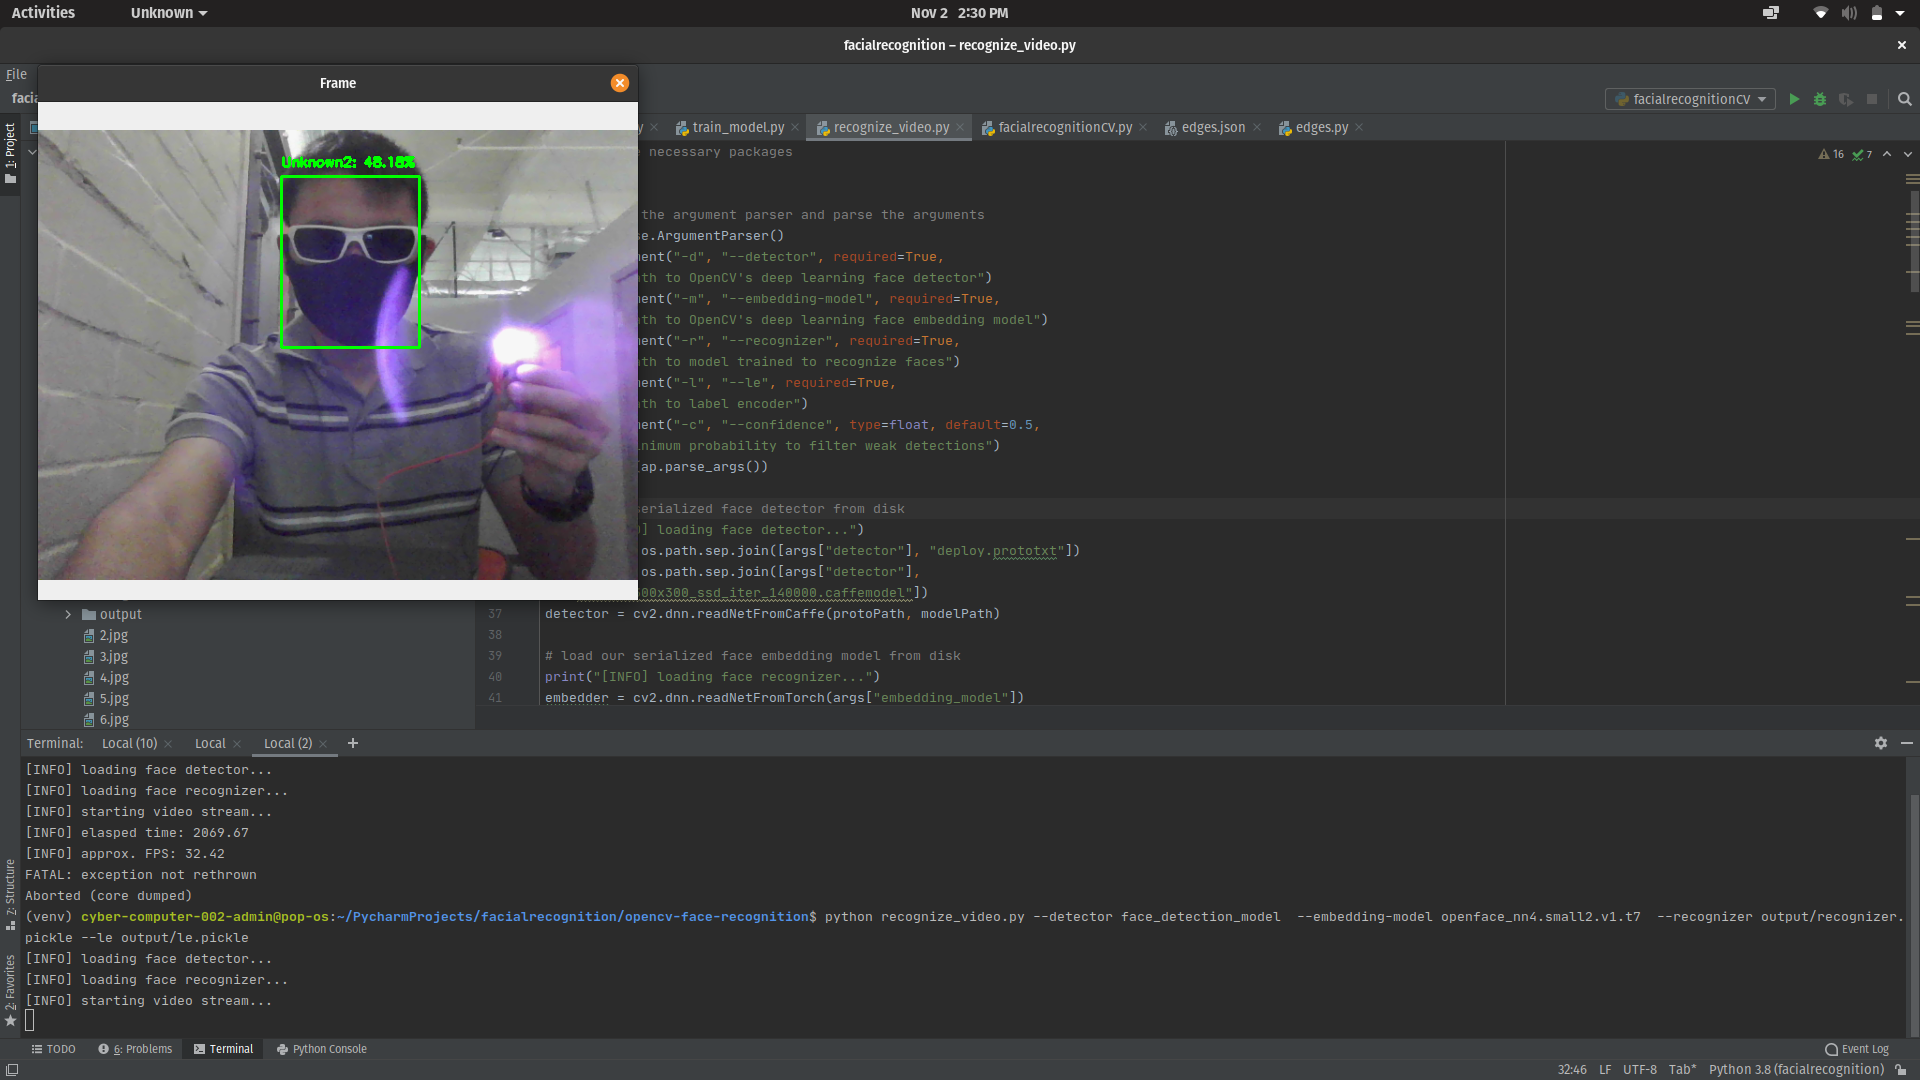 Activities
Unknown
Nov 2 2:30 PM
facialrecognition – recognize_video.py
File
Frame
facialrecognitionCV
train_model.py
recognize_video.py
facialrecognitionCV.py
edges.json
edges.py
1: Project
16
7
Unknown2: 48.18%
necessary packages
the argument parser and parse the arguments
.ArgumentParser()
("-d", "--detector", required=True,
to OpenCV's deep learning face detector")
("-m", "--embedding-model", required=True,
to OpenCV's deep learning face embedding model")
("-r", "--recognizer", required=True,
to model trained to recognize faces")
("-l", "--le", required=True,
to label encoder")
("-c", "--confidence", type=float, default=0.5,
probability to filter weak detections")
(ap.parse_args())
serialized face detector from disk
] loading face detector...")
os.path.sep.join([args["detector"], "deploy.prototxt"])
os.path.sep.join([args["detector"],
00x300_ssd_iter_140000.caffemodel"])
37 detector = cv2.dnn.readNetFromCaffe(protoPath, modelPath)
38
39 # load our serialized face embedding model from disk
40 print("[INFO] loading face recognizer...")
41 embedder = cv2.dnn.readNetFromTorch(args["embedding_model"])
output
2.jpg
3.jpg
4.jpg
5.jpg
6.jpg
Terminal: Local (10) Local Local (2)
[INFO] loading face detector...
[INFO] loading face recognizer...
[INFO] starting video stream...
[INFO] elasped time: 2069.67
[INFO] approx. FPS: 32.42
FATAL: exception not rethrown
Aborted (core dumped)
(venv) cyber-computer-002-admin@pop-os:~/PycharmProjects/facialrecognition/opencv-face-recognition$ python recognize_video.py --detector face_detection_model --embedding-model openface_nn4.small2.v1.t7 --recognizer output/recognizer.
pickle --le output/le.pickle
[INFO] loading face detector...
[INFO] loading face recognizer...
[INFO] starting video stream...
7: Structure
2: Favorites
TODO
6: Problems
Terminal
Python Console
Event Log
32:46 LF UTF-8 Tab* Python 3.8 (facialrecognition)